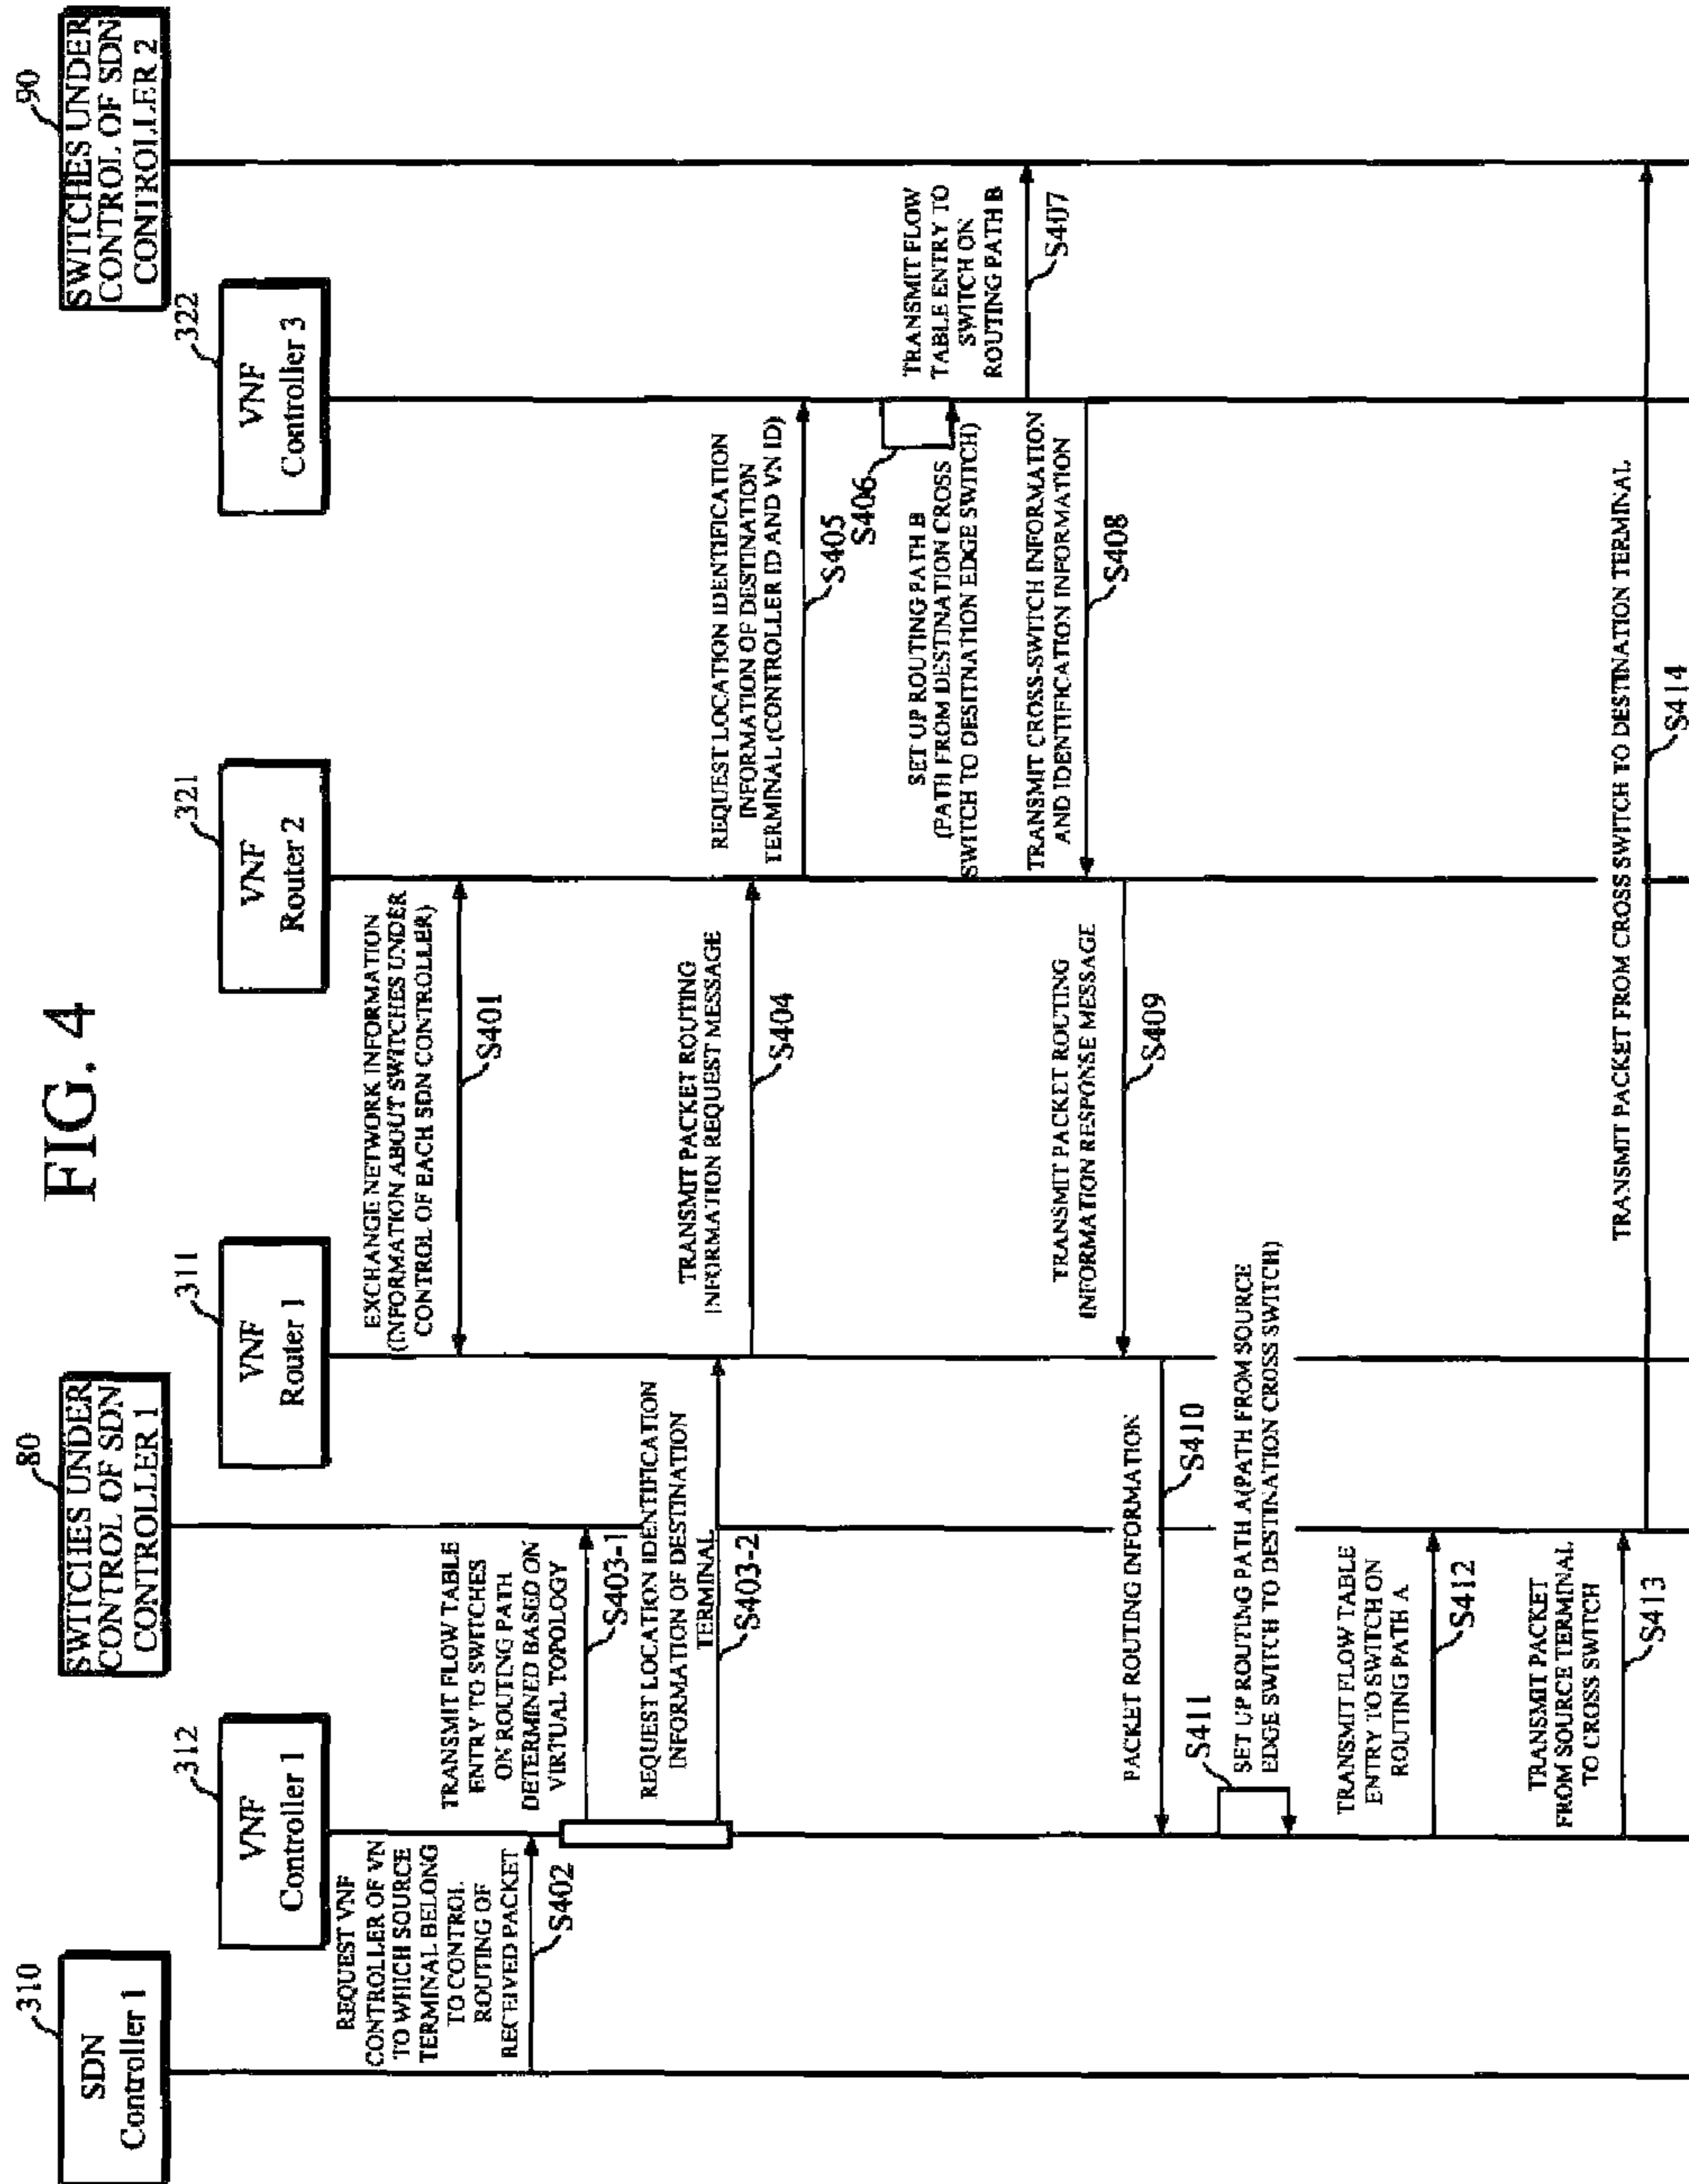 FIG. 4
310
SDN
Controller 1
312
VNF
Controller 1
80
SWITCHES UNDER
CONTROL OF SDN
CONTROLLER 1
311
VNF
Router 1
321
VNF
Router 2
322
VNF
Controller 3
90
SWITCHES UNDER
CONTROL OF SDN
CONTROLLER 2
EXCHANGE NETWORK INFORMATION
(INFORMATION ABOUT SWITCHES UNDER
CONTROL OF EACH SDN CONTROLLER)
S401
REQUEST VNF
CONTROLLER OF VN
TO WHICH SOURCE
TERMINAL BELONG
TO CONTROL
ROUTING OF
RECEIVED PACKET
S402
TRANSMIT FLOW TABLE
ENTRY TO SWITCHES
ON ROUTING PATH
DETERMINED BASED ON
VIRTUAL TOPOLOGY
S403-1
REQUEST LOCATION IDENTIFICATION
INFORMATION OF DESTINATION
TERMINAL
S403-2
TRANSMIT PACKET ROUTING
INFORMATION REQUEST MESSAGE
S404
REQUEST LOCATION IDENTIFICATION
INFORMATION OF DESTINATION
TERMINAL (CONTROLLER ID AND VN ID)
S405
S406
SET UP ROUTING PATH B
(PATH FROM DESTINATION CROSS
SWITCH TO DESITNATION EDGE SWITCH)
TRANSMIT FLOW
TABLE ENTRY TO
SWITCH ON
ROUTING PATH B
S407
TRANSMIT CROSS-SWITCH INFORMATION
AND IDENTIFICATION INFORMATION
S408
TRANSMIT PACKET ROUTING
INFORMATION RESPONSE MESSAGE
S409
PACKET ROUTING INFORMATION
S410
S411
SET UP ROUTING PATH A(PATH FROM SOURCE
EDGE SWITCH TO DESTINATION CROSS SWITCH)
TRANSMIT FLOW TABLE
ENTRY TO SWITCH ON
ROUTING PATH A
S412
TRANSMIT PACKET
FROM SOURCE TERMINAL
TO CROSS SWITCH
S413
TRANSMIT PACKET FROM CROSS SWITCH TO DESTINATION TERMINAL
S414